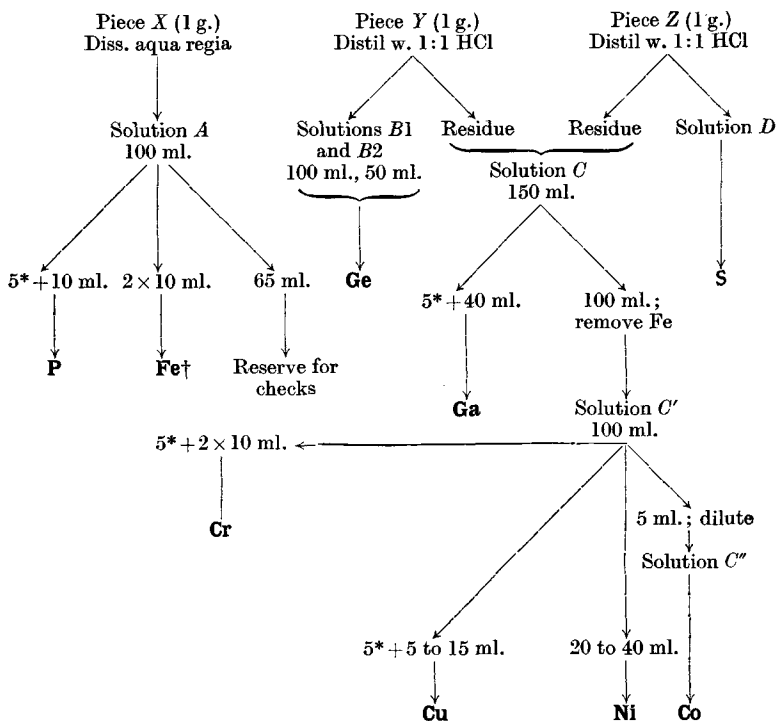 Piece X (1 g.)
Diss. aqua regia
Piece Y (1 g.)
Distil w. 1:1 HCl
Piece Z (1 g.)
Distil w. 1:1 HCl
Solution A
100 ml.
Solutions B1
and B2
100 ml., 50 ml.
Residue
Residue
Solution D
Solution C
150 ml.
5* + 10 ml.
2 × 10 ml.
65 ml.
Ge
5* + 40 ml.
100 ml.;
remove Fe
S
P
Fe†
Reserve for
checks
Ga
Solution C′
100 ml.
5* + 2 × 10 ml.
Cr
5 ml.; dilute
Solution C″
5* + 5 to 15 ml.
20 to 40 ml.
Cu
Ni
Co